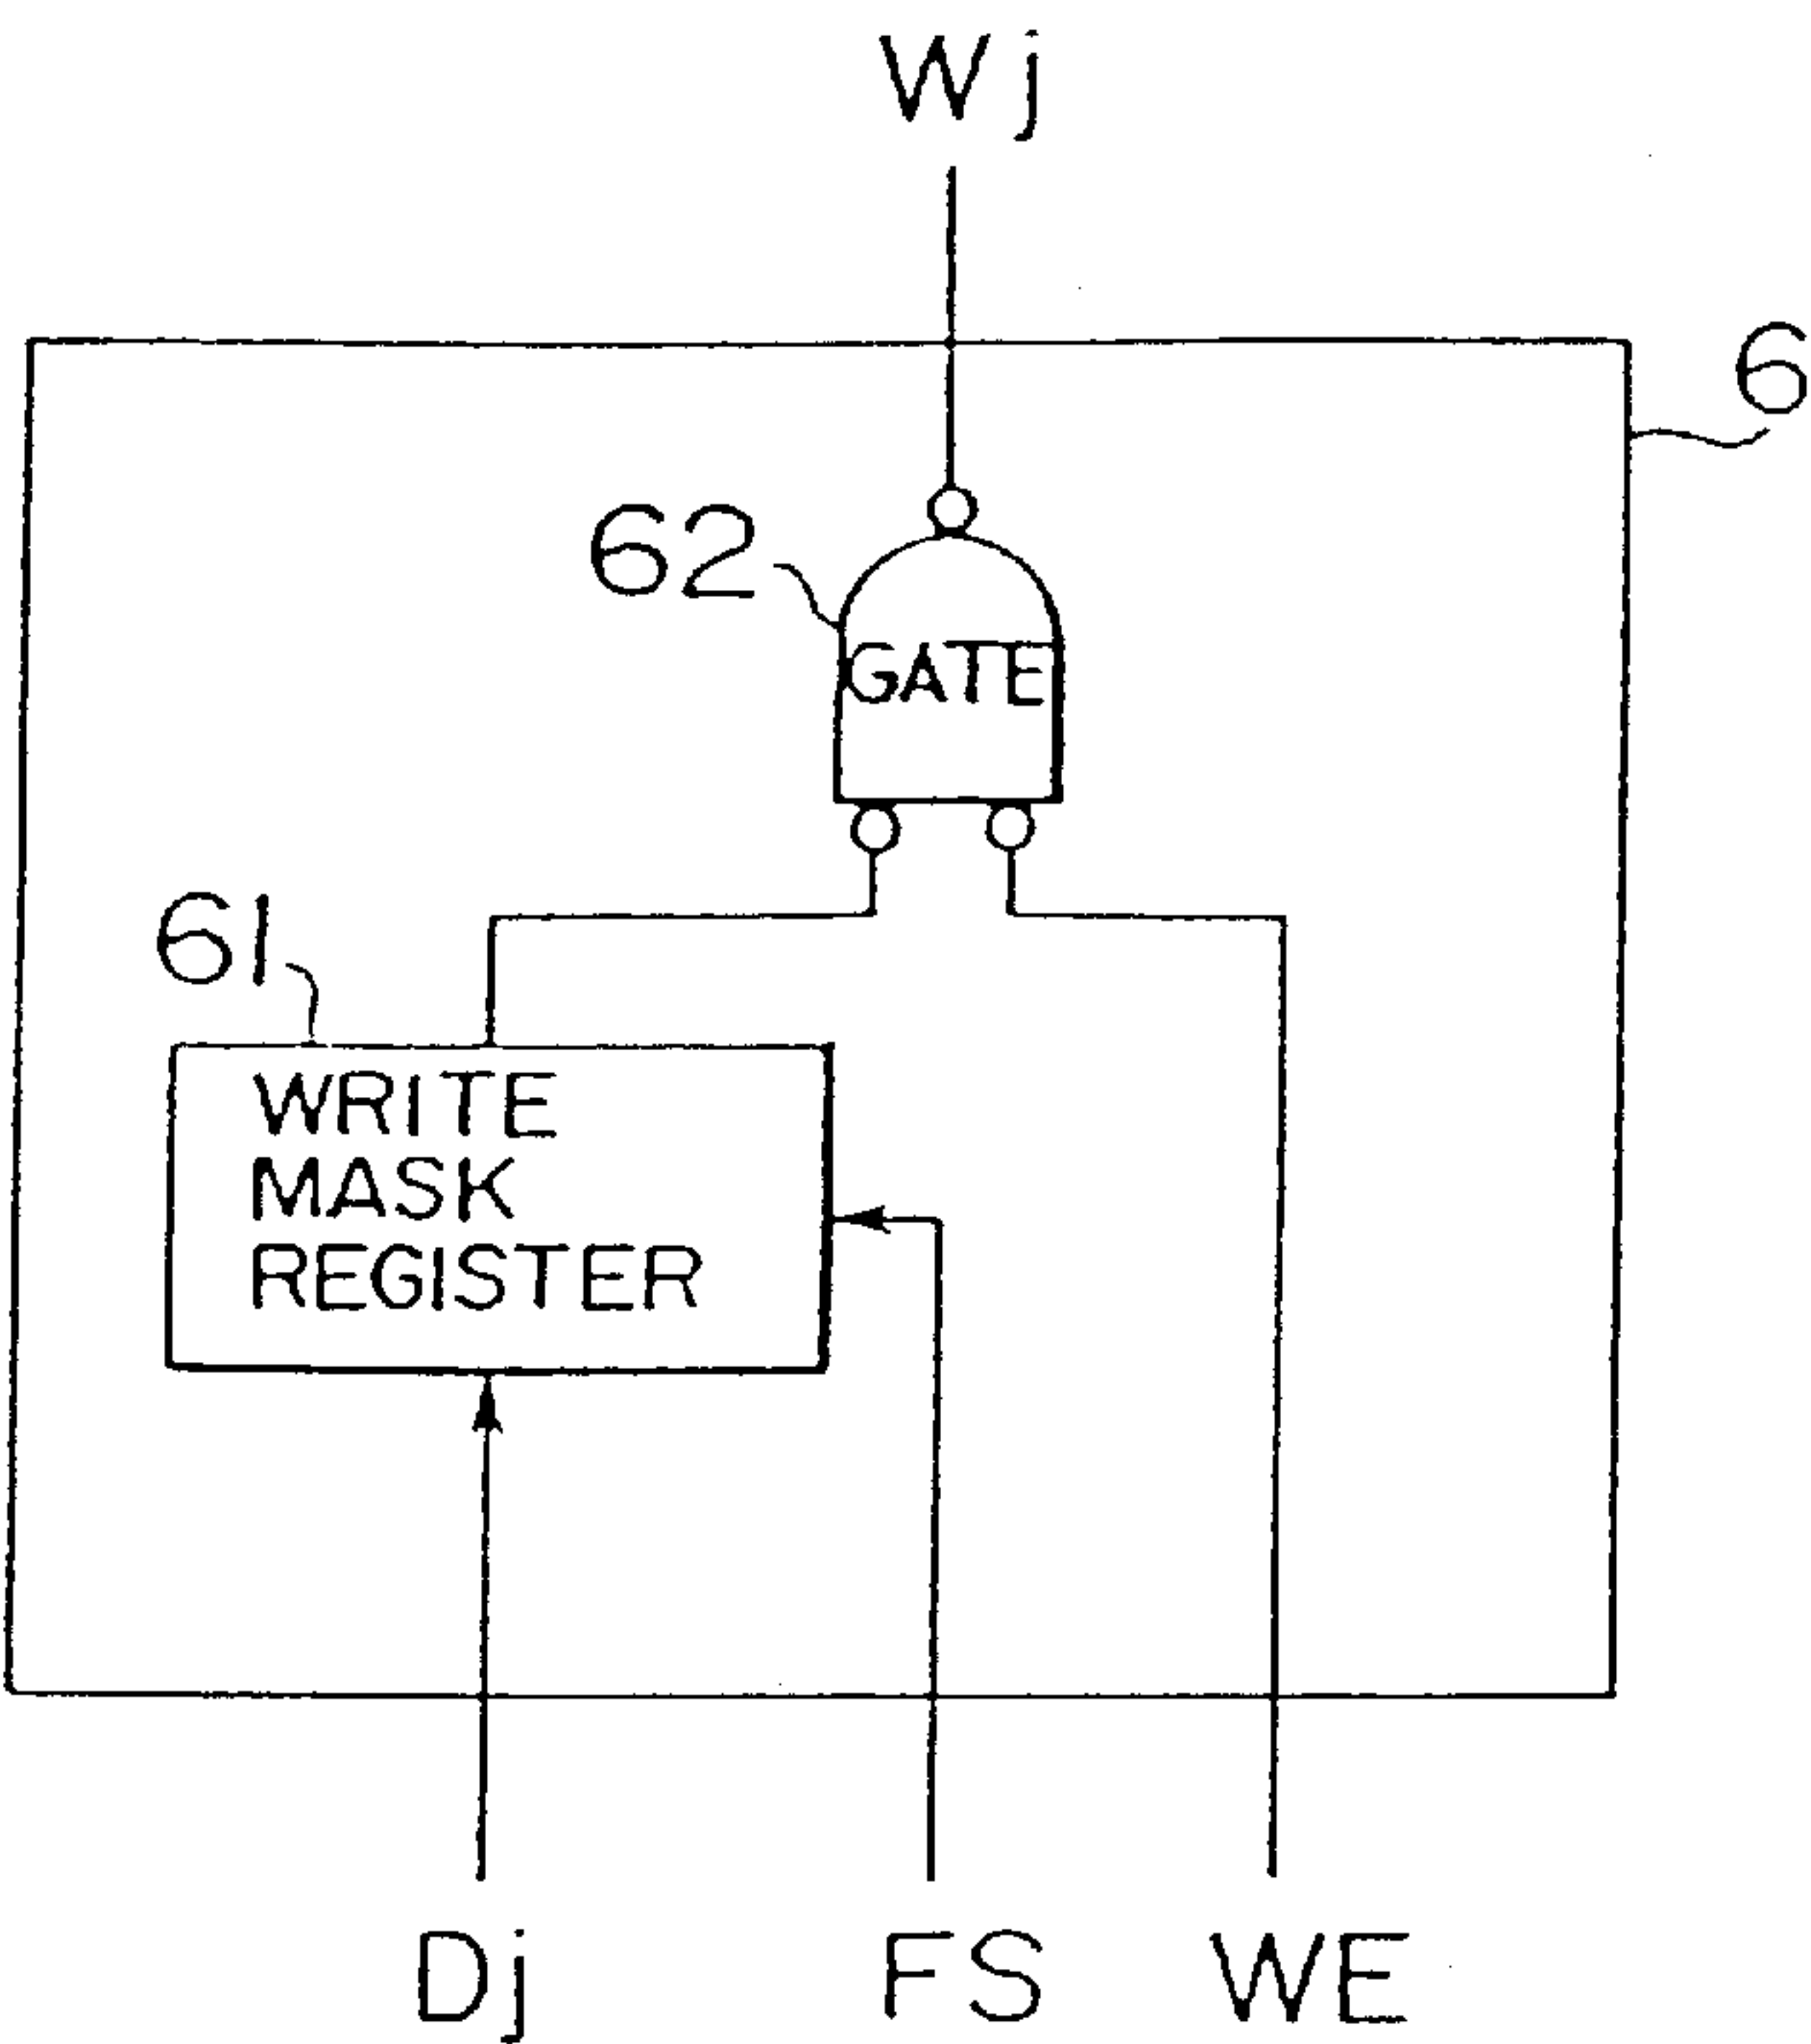 Wj
6
62
GATE
61
WRITE
MASK
REGISTER
Dj FS WE